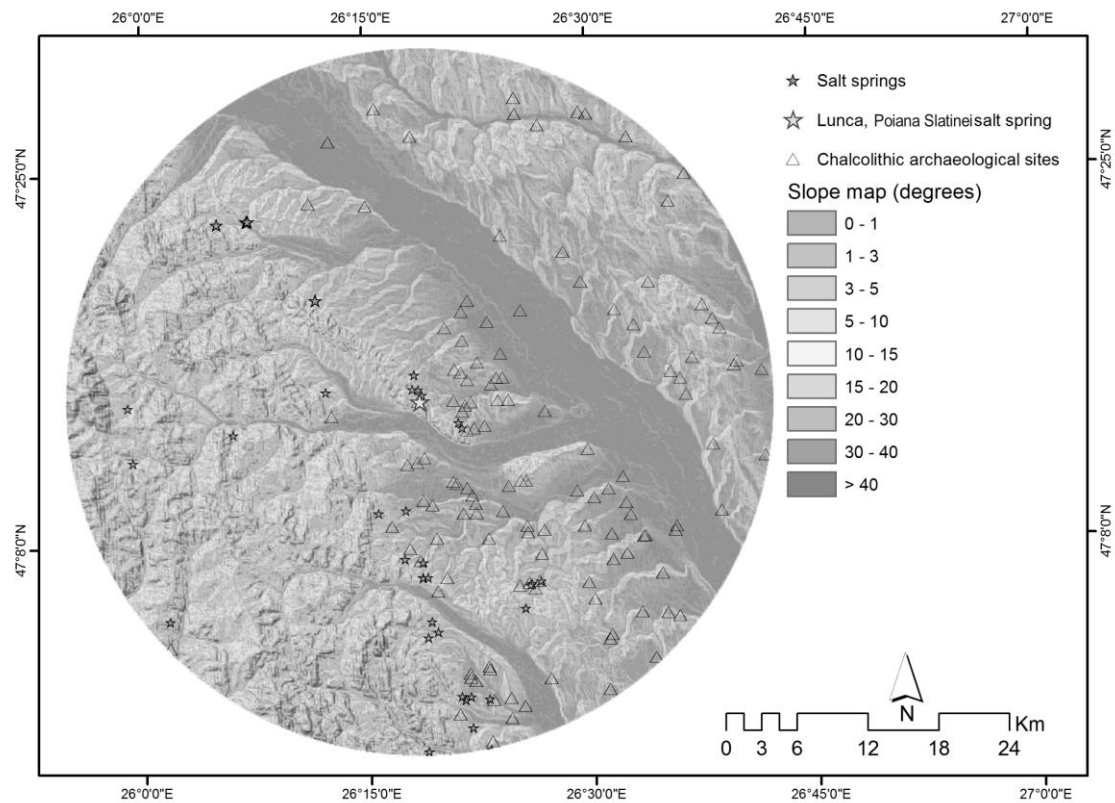 26°0'0"E 26°15'0"E 26°30'0"E 26°45'0"E 27°0'0"E
Salt springs
Lunca, Poiana Slatinei salt spring
Chalcolithic archaeological sites
Slope map (degrees)
0 - 1
1 - 3
3 - 5
5 - 10
10 - 15
15 - 20
20 - 30
30 - 40
> 40
47°25'0"N 47°25'0"N
47°8'0"N 47°8'0"N
N
Km
0 3 6 12 18 24
26°0'0"E 26°15'0"E 26°30'0"E 26°45'0"E 27°0'0"E